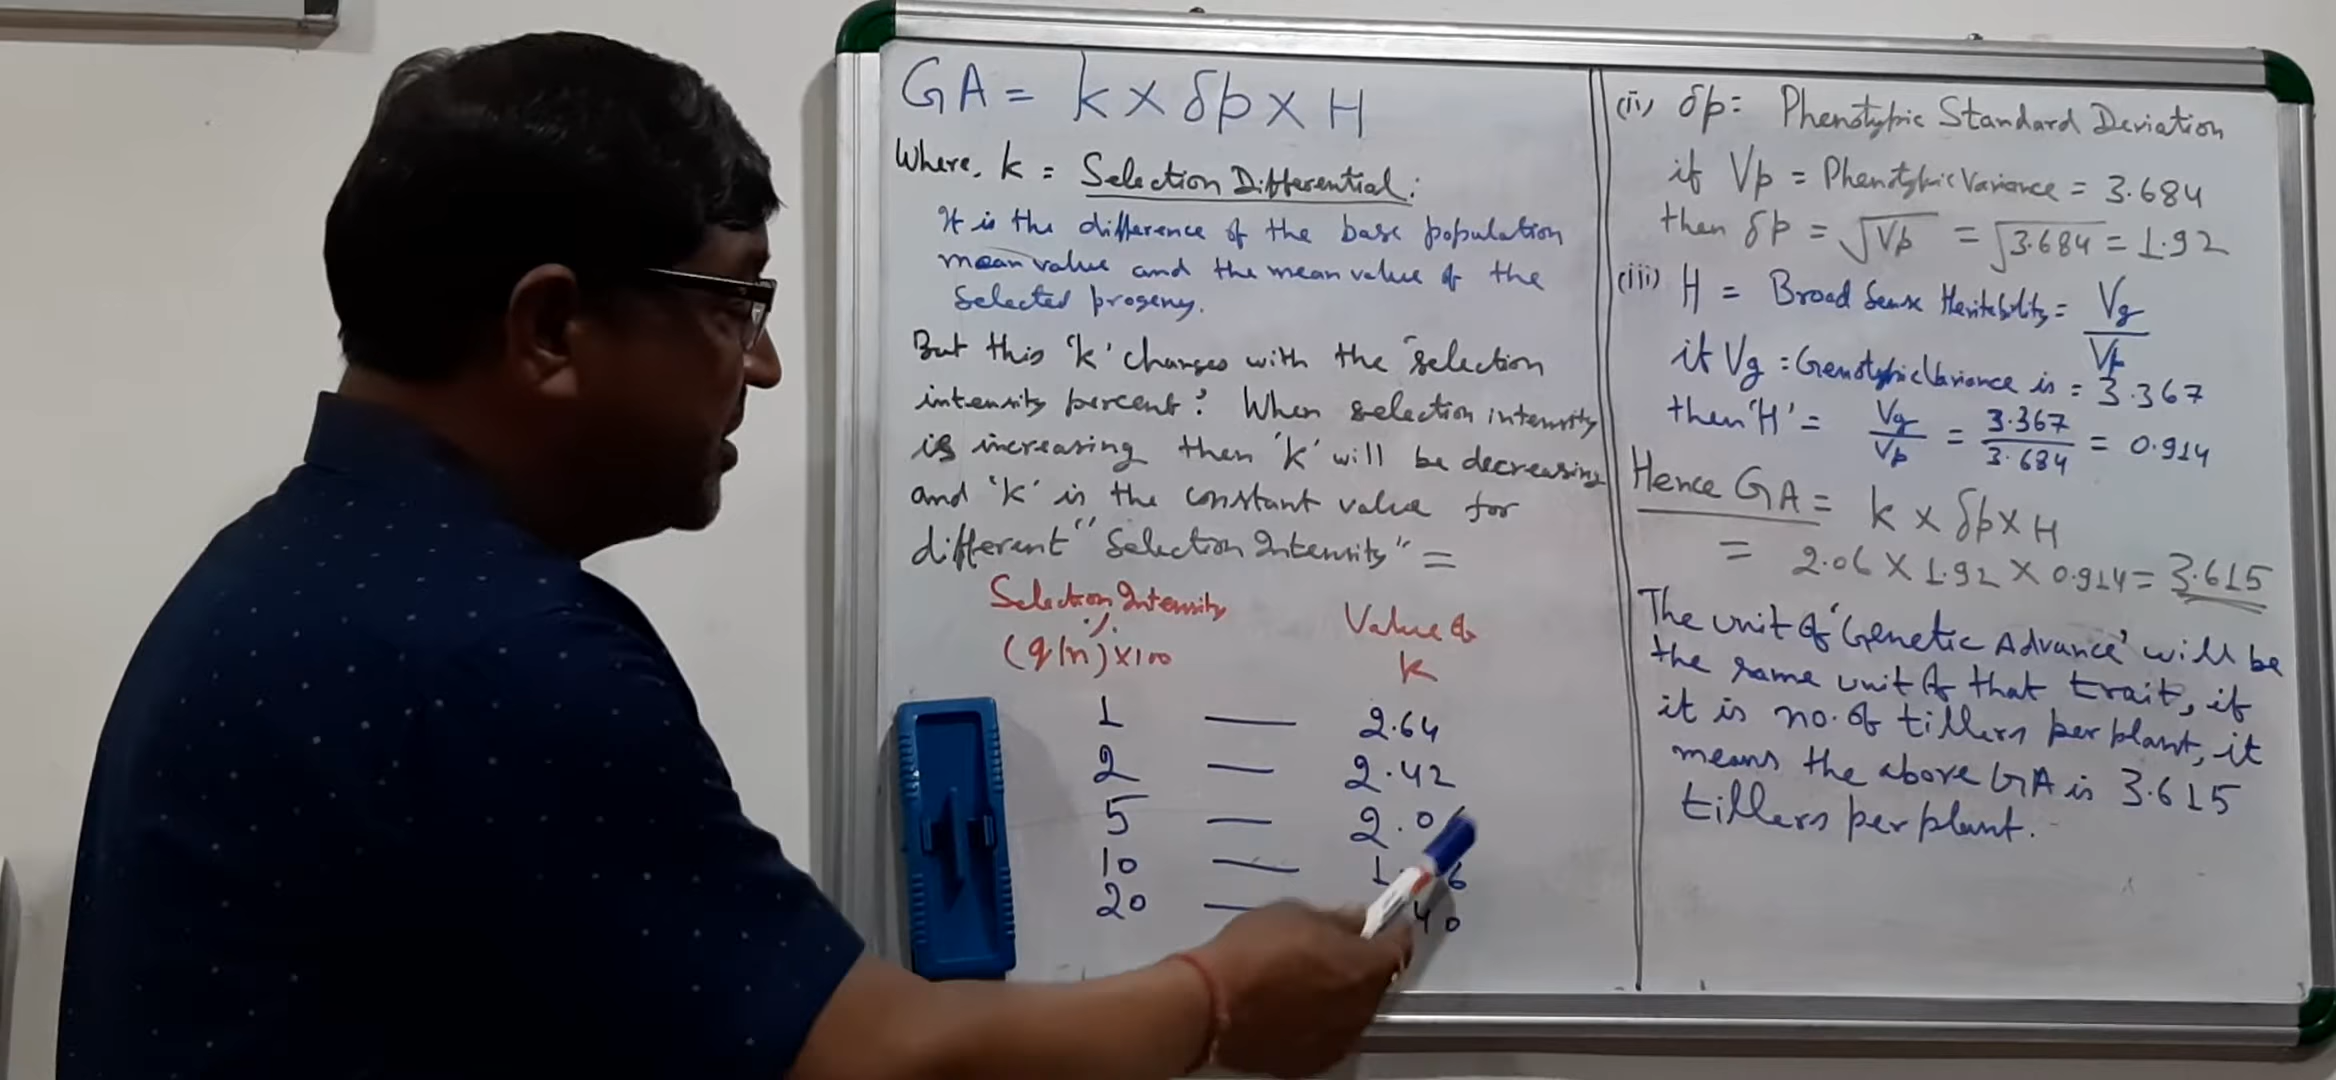 GA = k × δp × H
Where, k = Selection Differential:
It is the difference of the base population
mean value and the mean value of the
Selected progeny.
But this 'k' changes with the "selection
intensity percent": When selection intensity
is increasing then 'k' will be decreasing
and 'k' is the constant value for
different "Selection Intensity" =
Selection Intensity Value of
%
(q/n)×100 k
1 — 2.64
2 — 2.42
5 — 2.0
10 — 1. 6
20 — 40
(ii) δp = Phenotypic Standard Deviation
if Vp = Phenotypic Variance = 3.684
then δp = √Vp = √3.684 = 1.92
(iii) H = Broad Sense Heritability = Vg/Vp
if Vg = Genotypic Variance is = 3.367
then 'H' = Vg/Vp = 3.367/3.684 = 0.914
Hence GA = k × δp × H
= 2.06 × 1.92 × 0.914 = 3.615
The unit of 'Genetic Advance' will be
the same unit of that trait, if
it is no. of tillers per plant, it
means the above GA is 3.615
tillers per plant.